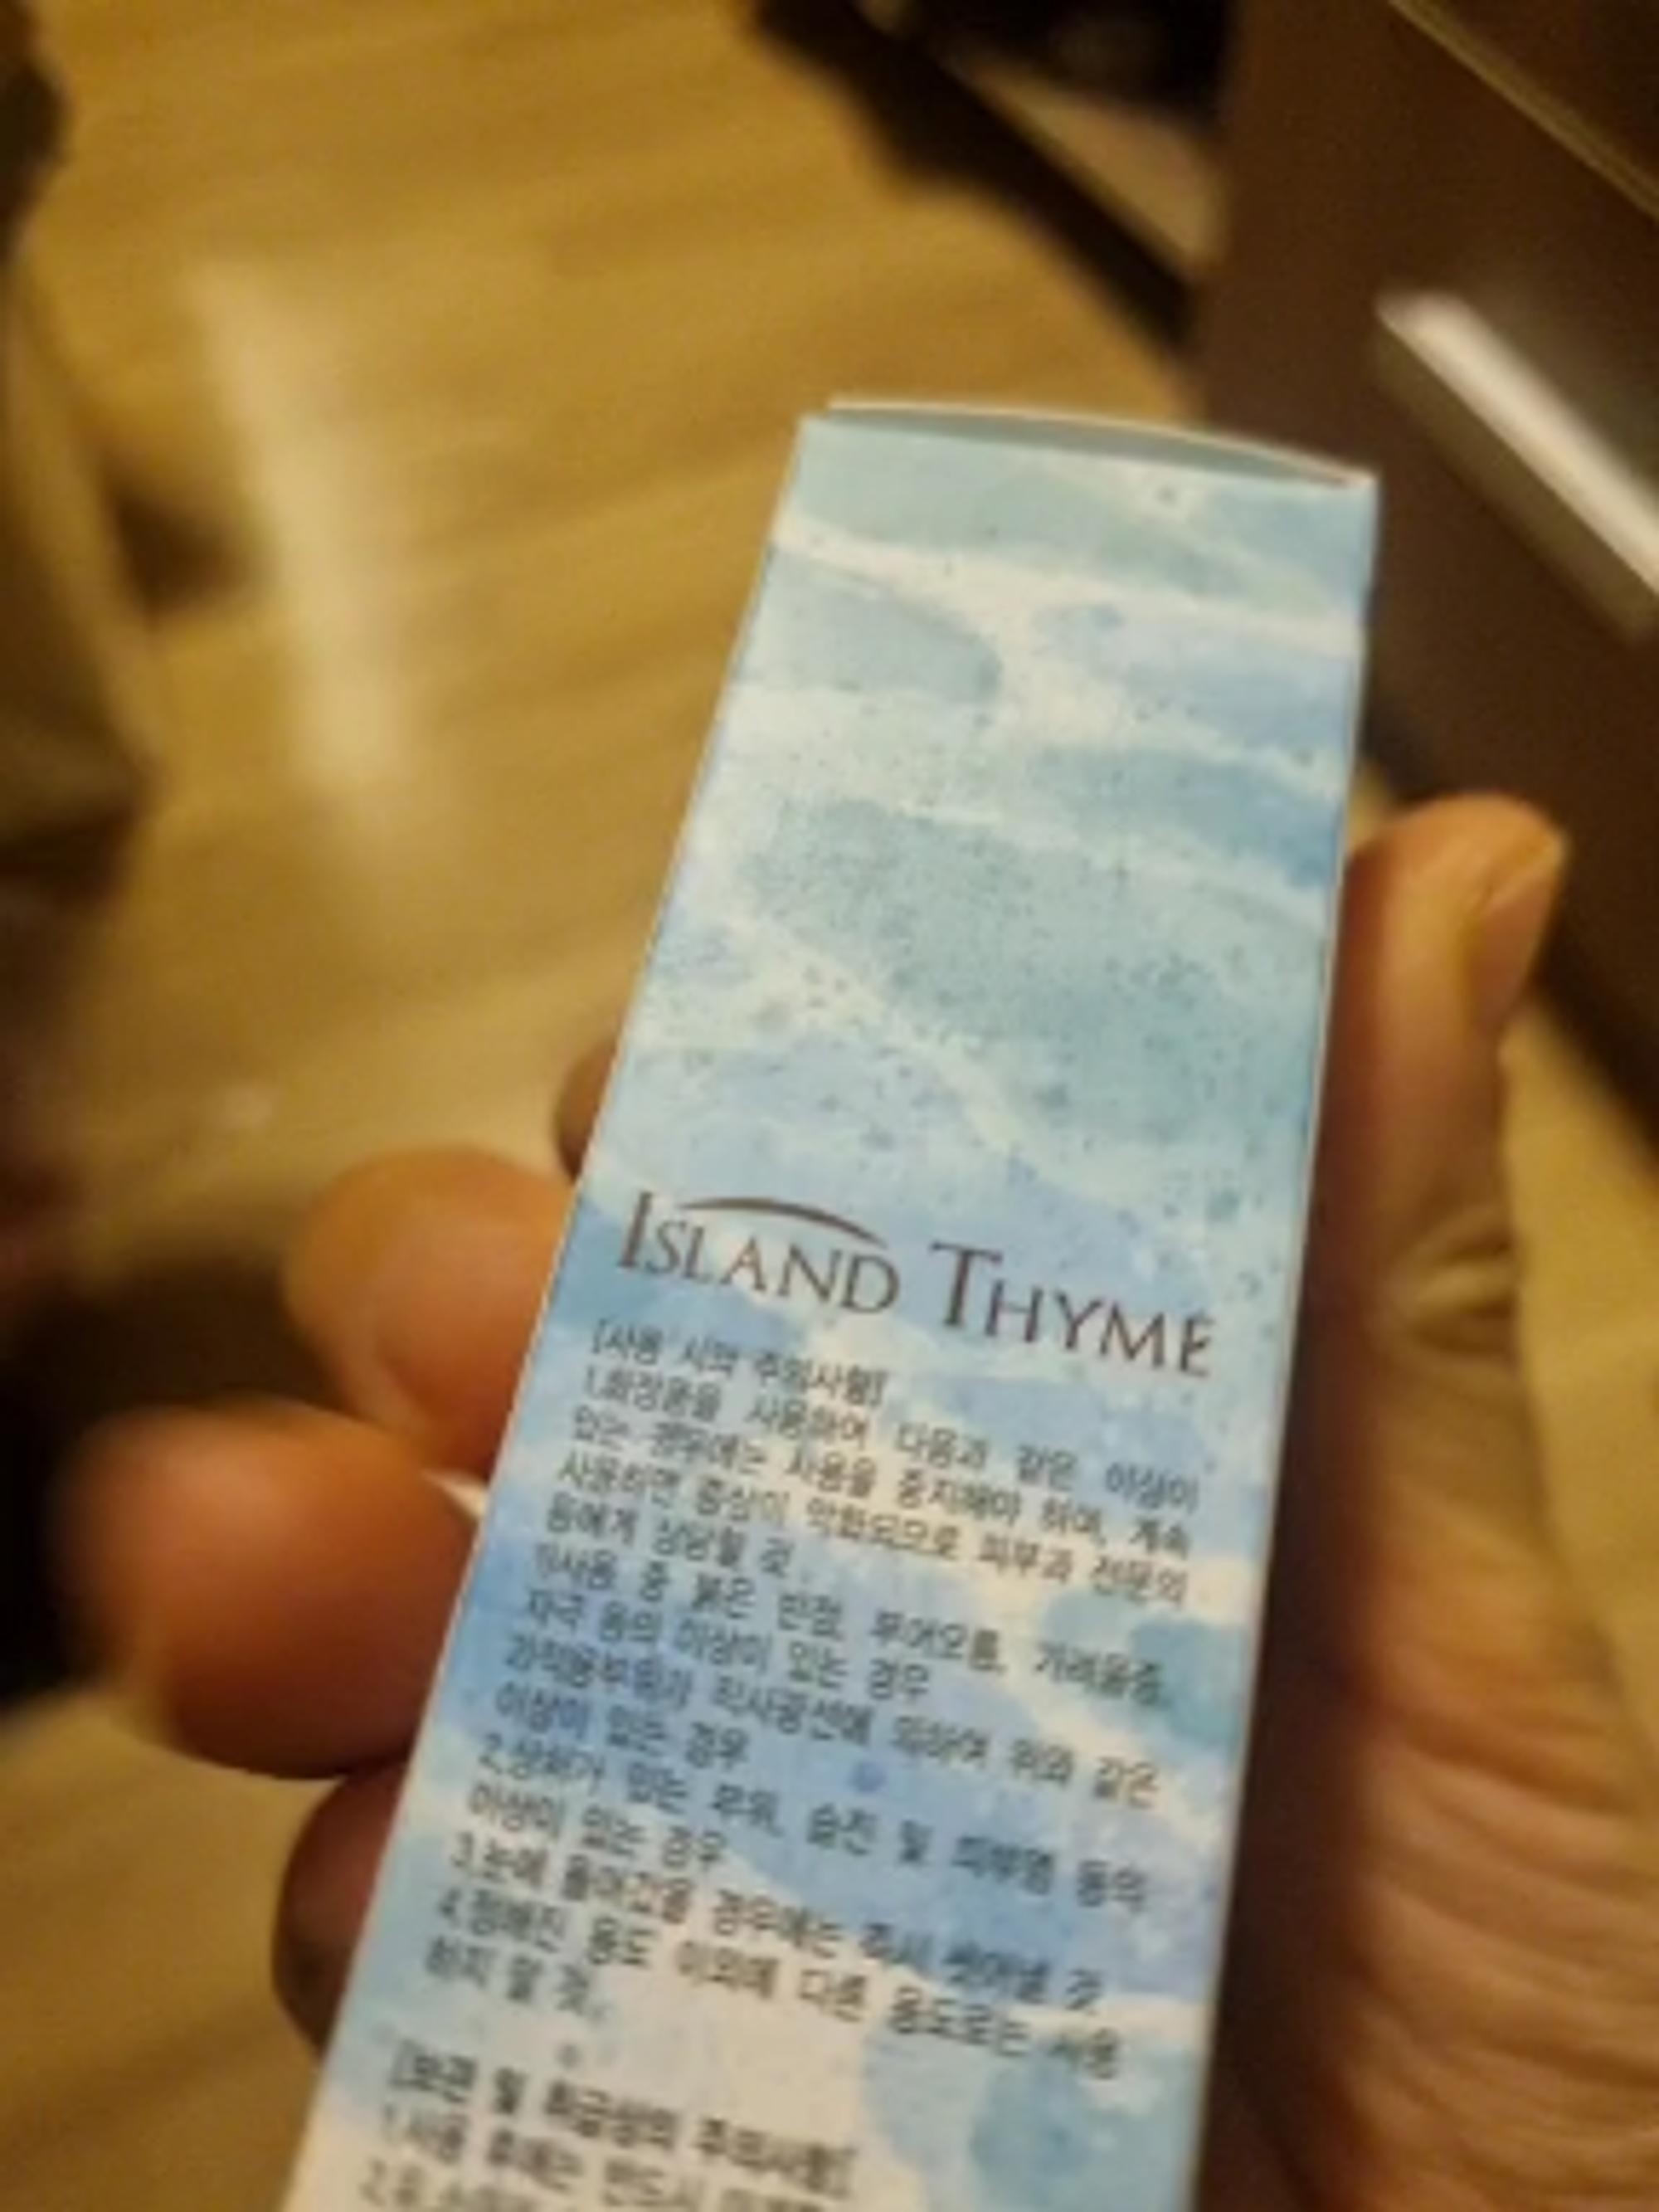 ISLAND THYME
[사용 시의 주의사항]
1.화장품을 사용하여 다음과 같은 이상이
있는 경우에는 사용을 중지해야 하며, 계속
사용하면 증상이 악화되므로 피부과 전문의
등에게 상담할 것
1)사용 중 붉은 반점, 부어오름, 가려움증,
자극 등의 이상이 있는 경우
2)적용부위가 직사광선에 의하여 위와 같은
이상이 있는 경우
2.상처가 있는 부위, 습진 및 피부염 등의
이상이 있는 경우
3.눈에 들어갔을 경우에는 즉시 씻어낼 것
4.정해진 용도 이외에 다른 용도로는 사용
하지 말 것.
[보관 및 취급상의 주의사항]
1.사용 후에는 반드시